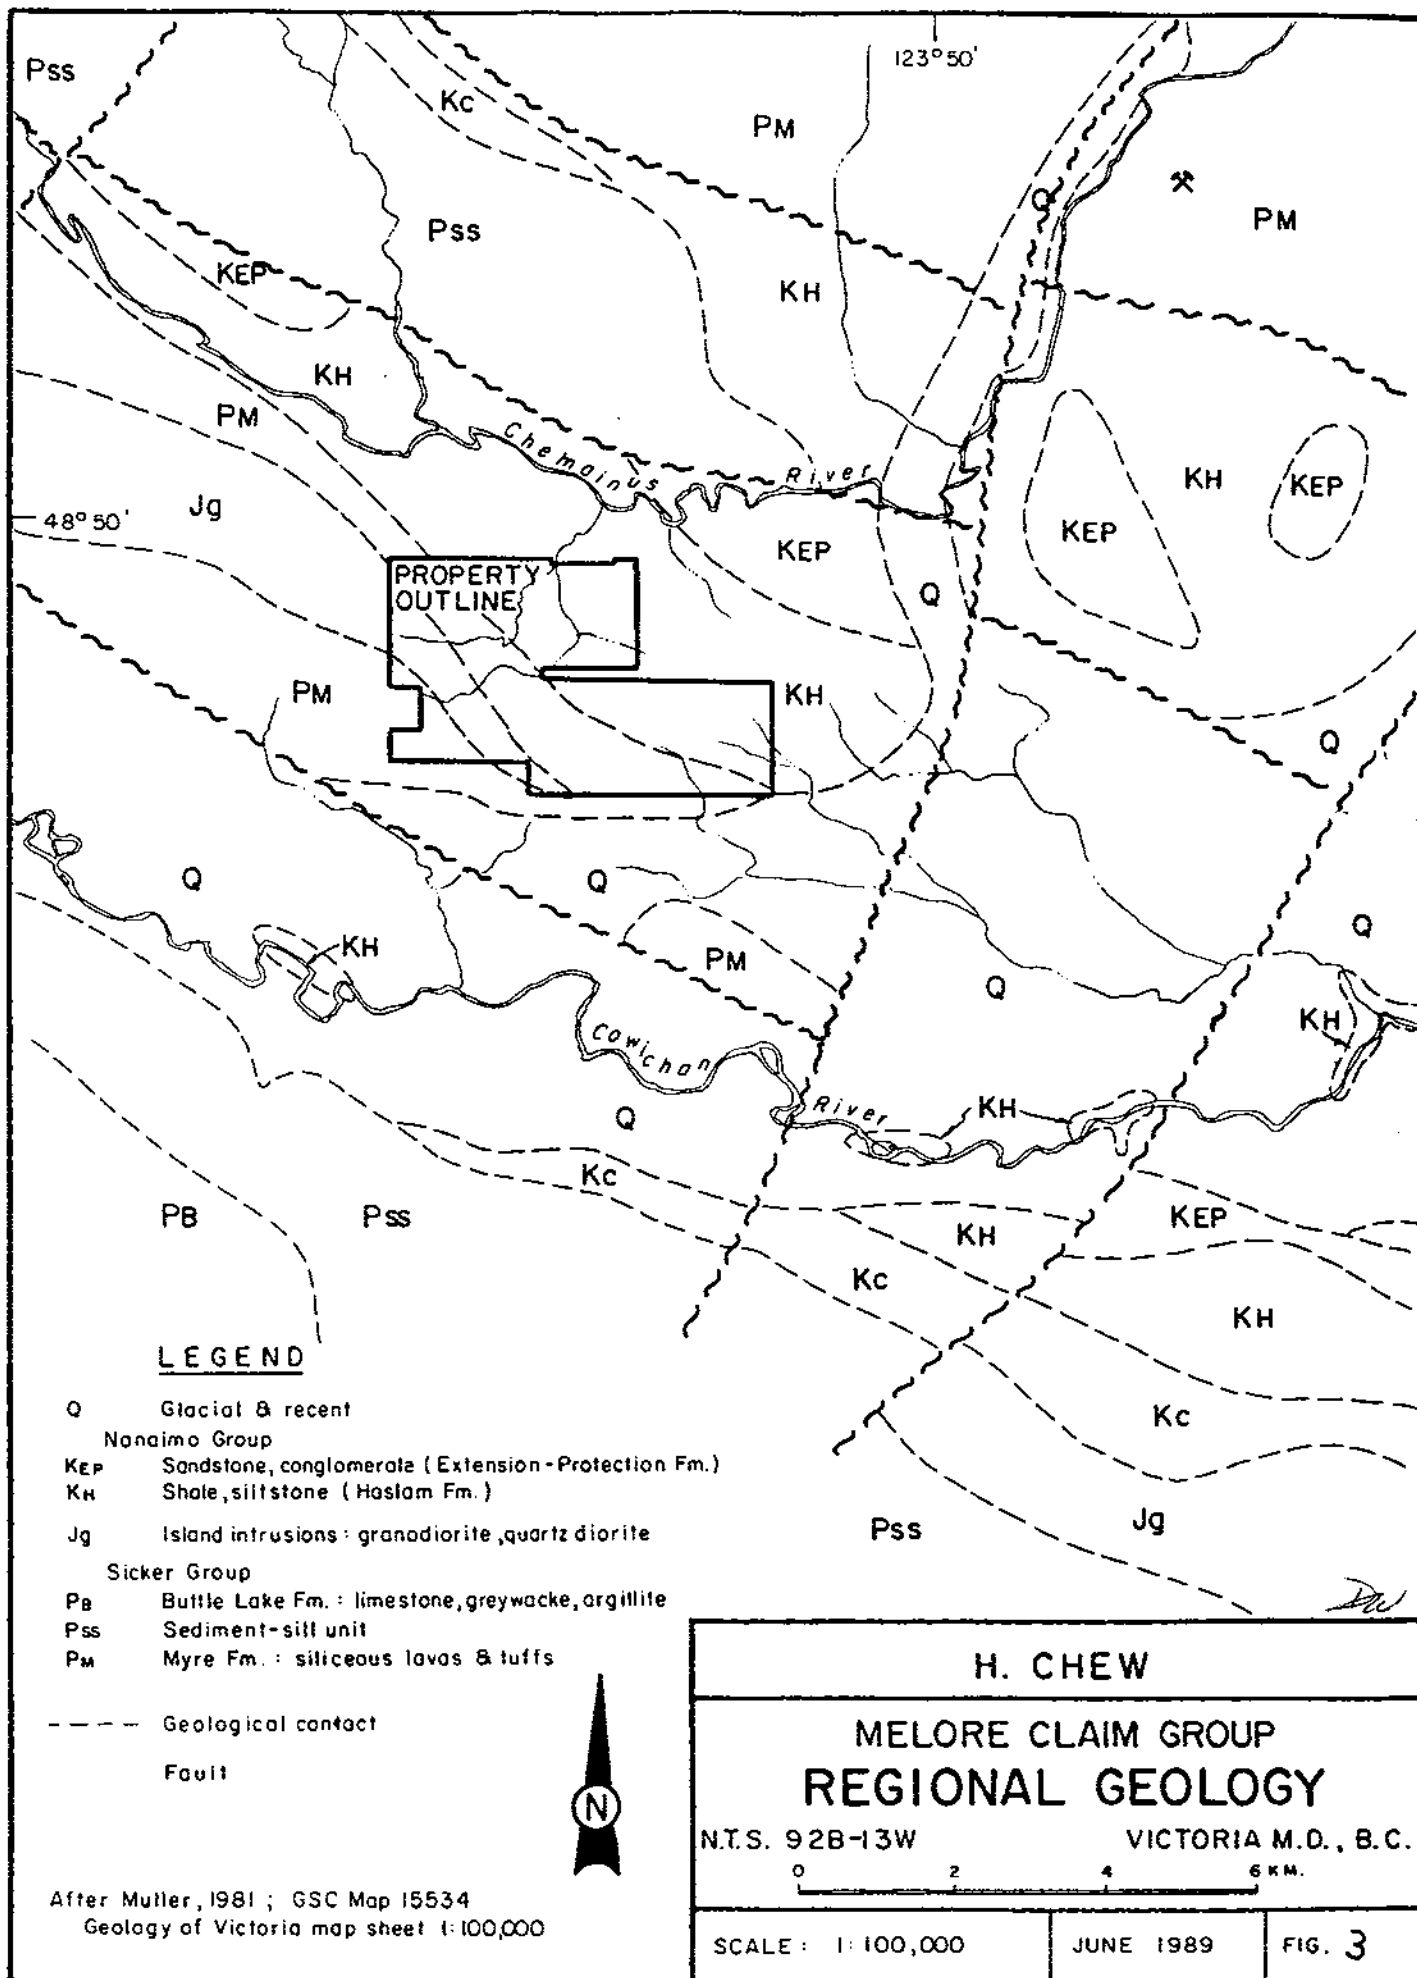 Pss
Kc
123°50'
PM
Q
PM
Pss
KEP
KH
KH
PM
Chemainus River
KH
KEP
Jg
48°50'
KEP
KEP
PROPERTY
OUTLINE
Q
PM
KH
Q
Q
Q
Q
KH
PM
Q
KH
Cowichan River
KH
Q
Kc
PB
Pss
KH
KEP
Kc
KH
Kc
Pss
Jg
LEGEND
Q Glacial & recent
Nanaimo Group
KEP Sandstone, conglomerate (Extension-Protection Fm.)
KH Shale, siltstone (Haslam Fm.)
Jg Island intrusions: granodiorite, quartz diorite
Sicker Group
PB Buttle Lake Fm.: limestone, greywacke, argillite
Pss Sediment-sill unit
PM Myre Fm.: siliceous lavas & tuffs
Geological contact
Fault
N
After Muller, 1981; GSC Map 15534
Geology of Victoria map sheet 1:100,000
DW
H. CHEW
MELORE CLAIM GROUP
REGIONAL GEOLOGY
N.T.S. 92B-13W VICTORIA M.D., B.C.
0 2 4 6 KM.
SCALE: 1:100,000 JUNE 1989 FIG. 3